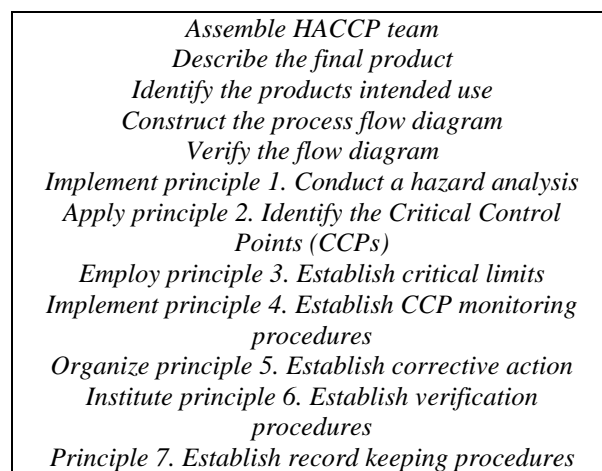 Assemble HACCP team
Describe the final product
Identify the products intended use
Construct the process flow diagram
Verify the flow diagram
Implement principle 1. Conduct a hazard analysis
Apply principle 2. Identify the Critical Control
Points (CCPs)
Employ principle 3. Establish critical limits
Implement principle 4. Establish CCP monitoring
procedures
Organize principle 5. Establish corrective action
Institute principle 6. Establish verification
procedures
Principle 7. Establish record keeping procedures